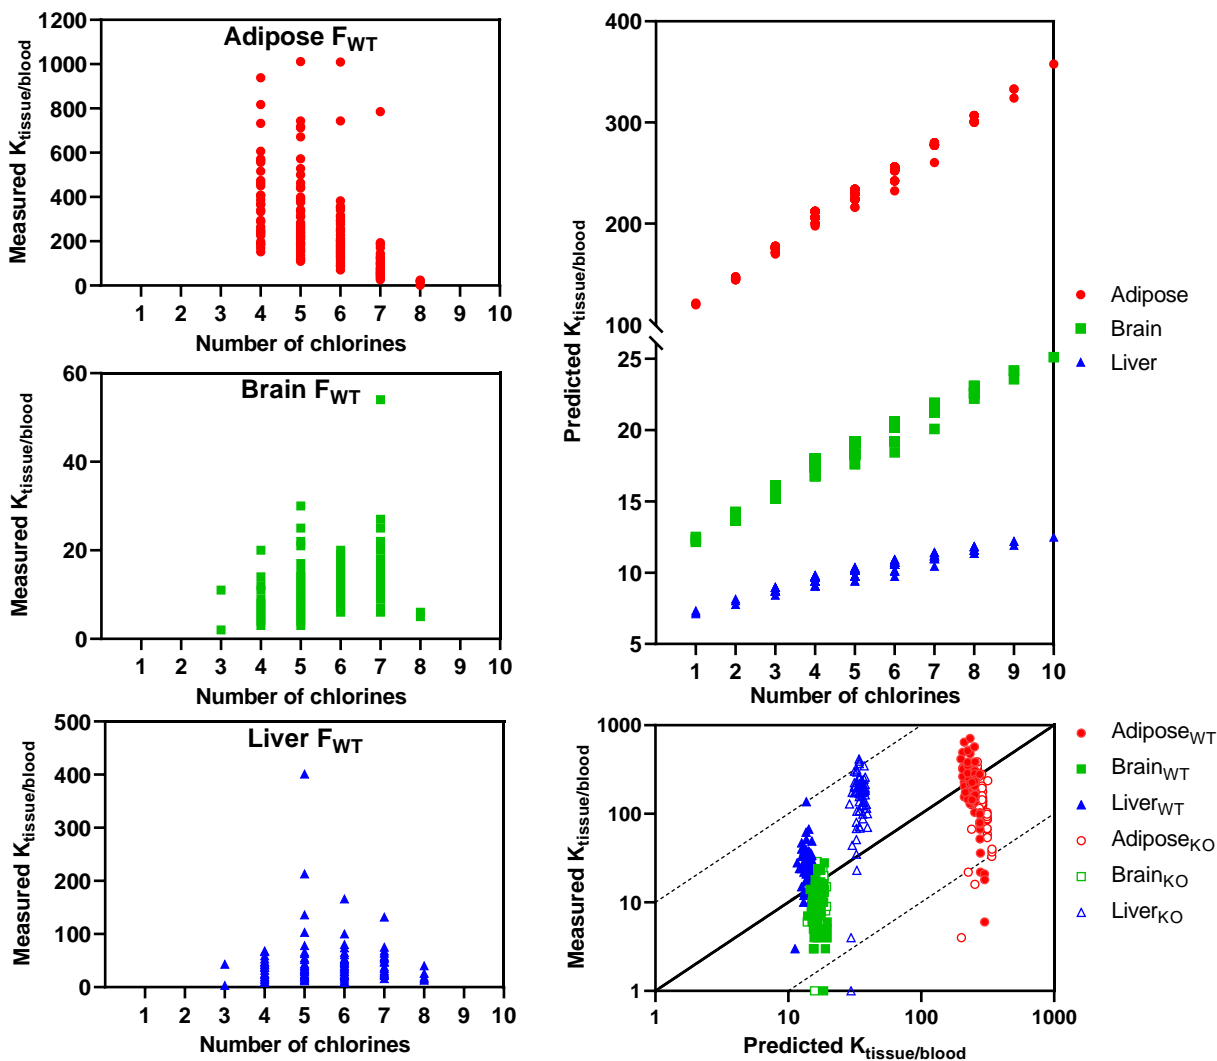 Adipose FWT
Measured Ktissue/blood
1200
1000
800
600
400
200
0
1 2 3 4 5 6 7 8 9 10
Number of chlorines
Brain FWT
Measured Ktissue/blood
60
40
20
0
1 2 3 4 5 6 7 8 9 10
Number of chlorines
Liver FWT
Measured Ktissue/blood
500
400
300
200
100
0
1 2 3 4 5 6 7 8 9 10
Number of chlorines
Predicted Ktissue/blood
400
300
200
100
25
20
15
10
5
1 2 3 4 5 6 7 8 9 10
Number of chlorines
Adipose
Brain
Liver
Measured Ktissue/blood
1000
100
10
1
1 10 100 1000
Predicted Ktissue/blood
AdiposeWT
BrainWT
LiverWT
AdiposeKO
BrainKO
LiverKO